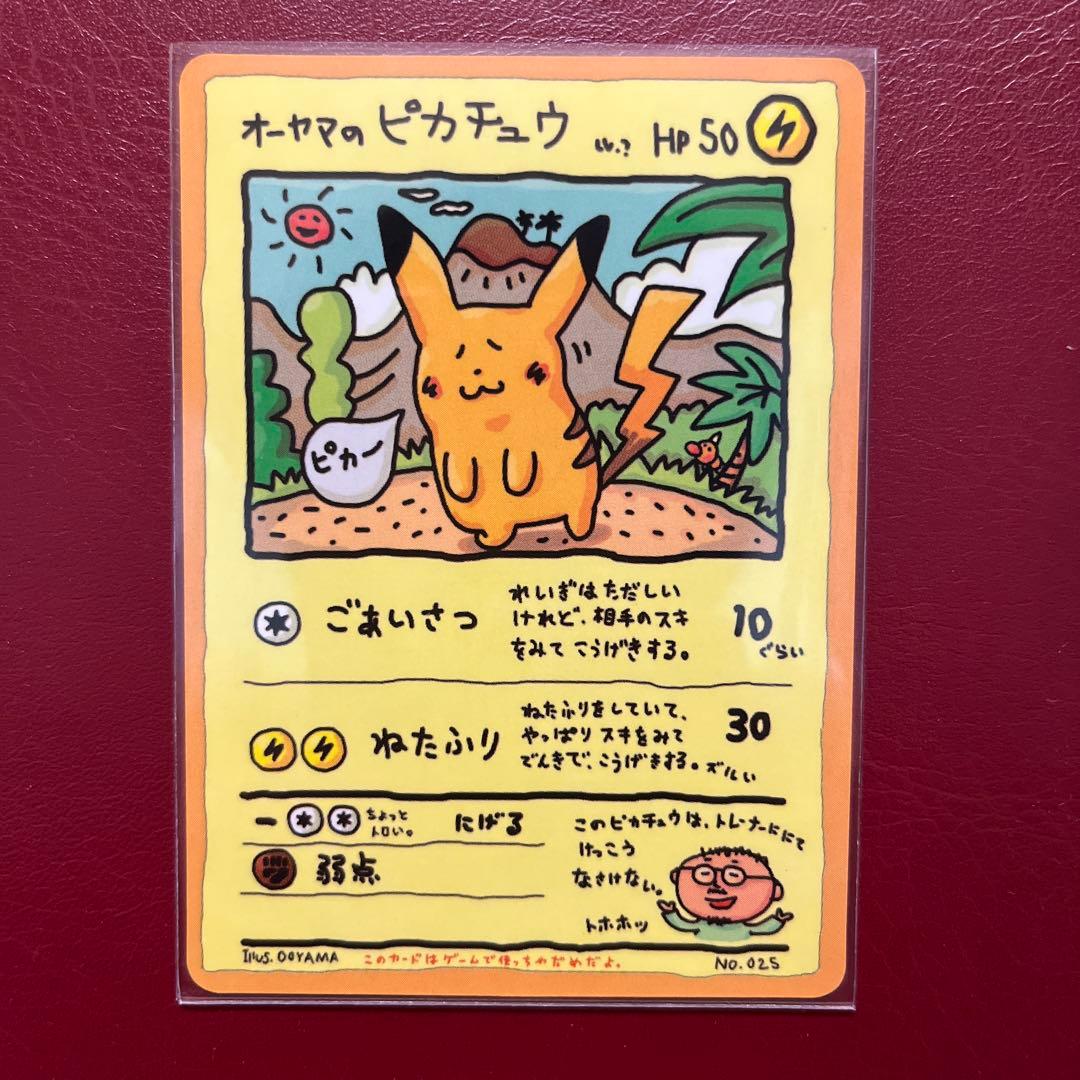 オーヤマの ピカチュウ LV.? HP 50
ピカー
ごあいさつ
れいぎはただしい
けれど、相手のスキ
をみて こうげきする。
10
ぐらい
ねたふり
ねたふりをしていて、
やっぱり スキをみて
でんきで、こうげきする。ズルい
30
ー ちょっと
トロい。
にげる
弱点
このピカチュウは、トレーナーににて
けっこう
なさけない。
トホホッ
Illus. OOYAMA
このカードはゲームで使っちゃだめだよ。
NO. 025